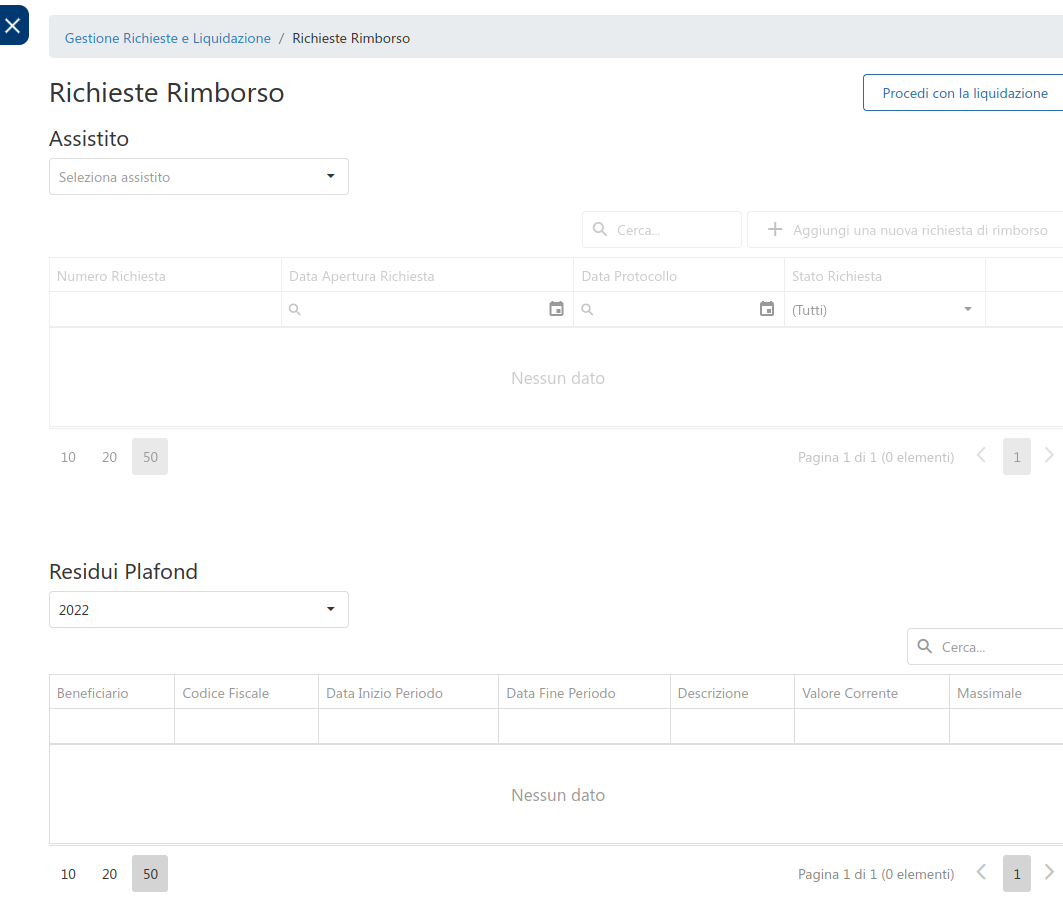 Gestione Richieste e Liquidazione / Richieste Rimborso
Richieste Rimborso
Procedi con la liquidazione
Assistito
Seleziona assistito
Cerca...
Aggiungi una nuova richiesta di rimborso
Numero Richiesta Data Apertura Richiesta Data Protocollo Stato Richiesta
(Tutti)
Nessun dato
10 20 50 Pagina 1 di 1 (0 elementi) 1
Residui Plafond
2022
Cerca...
Beneficiario Codice Fiscale Data Inizio Periodo Data Fine Periodo Descrizione Valore Corrente Massimale
Nessun dato
10 20 50 Pagina 1 di 1 (0 elementi) 1